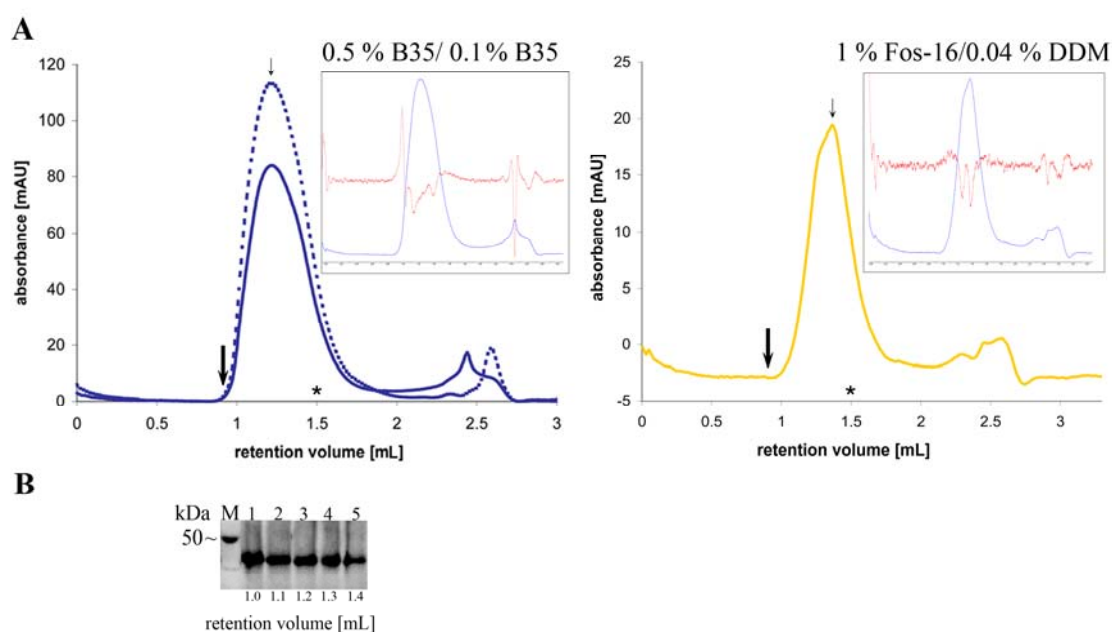 A
0.5 % B35/ 0.1% B35
120
100
80
60
40
20
0
absorbance [mAU]
*
0 0.5 1 1.5 2 2.5 3
retention volume [mL]
1 % Fos-16/0.04 % DDM
25
20
15
10
5
0
-5
absorbance [mAU]
*
0 0.5 1 1.5 2 2.5 3
retention volume [mL]
B
kDa M 1 2 3 4 5
50~
1.0 1.1 1.2 1.3 1.4
retention volume [mL]